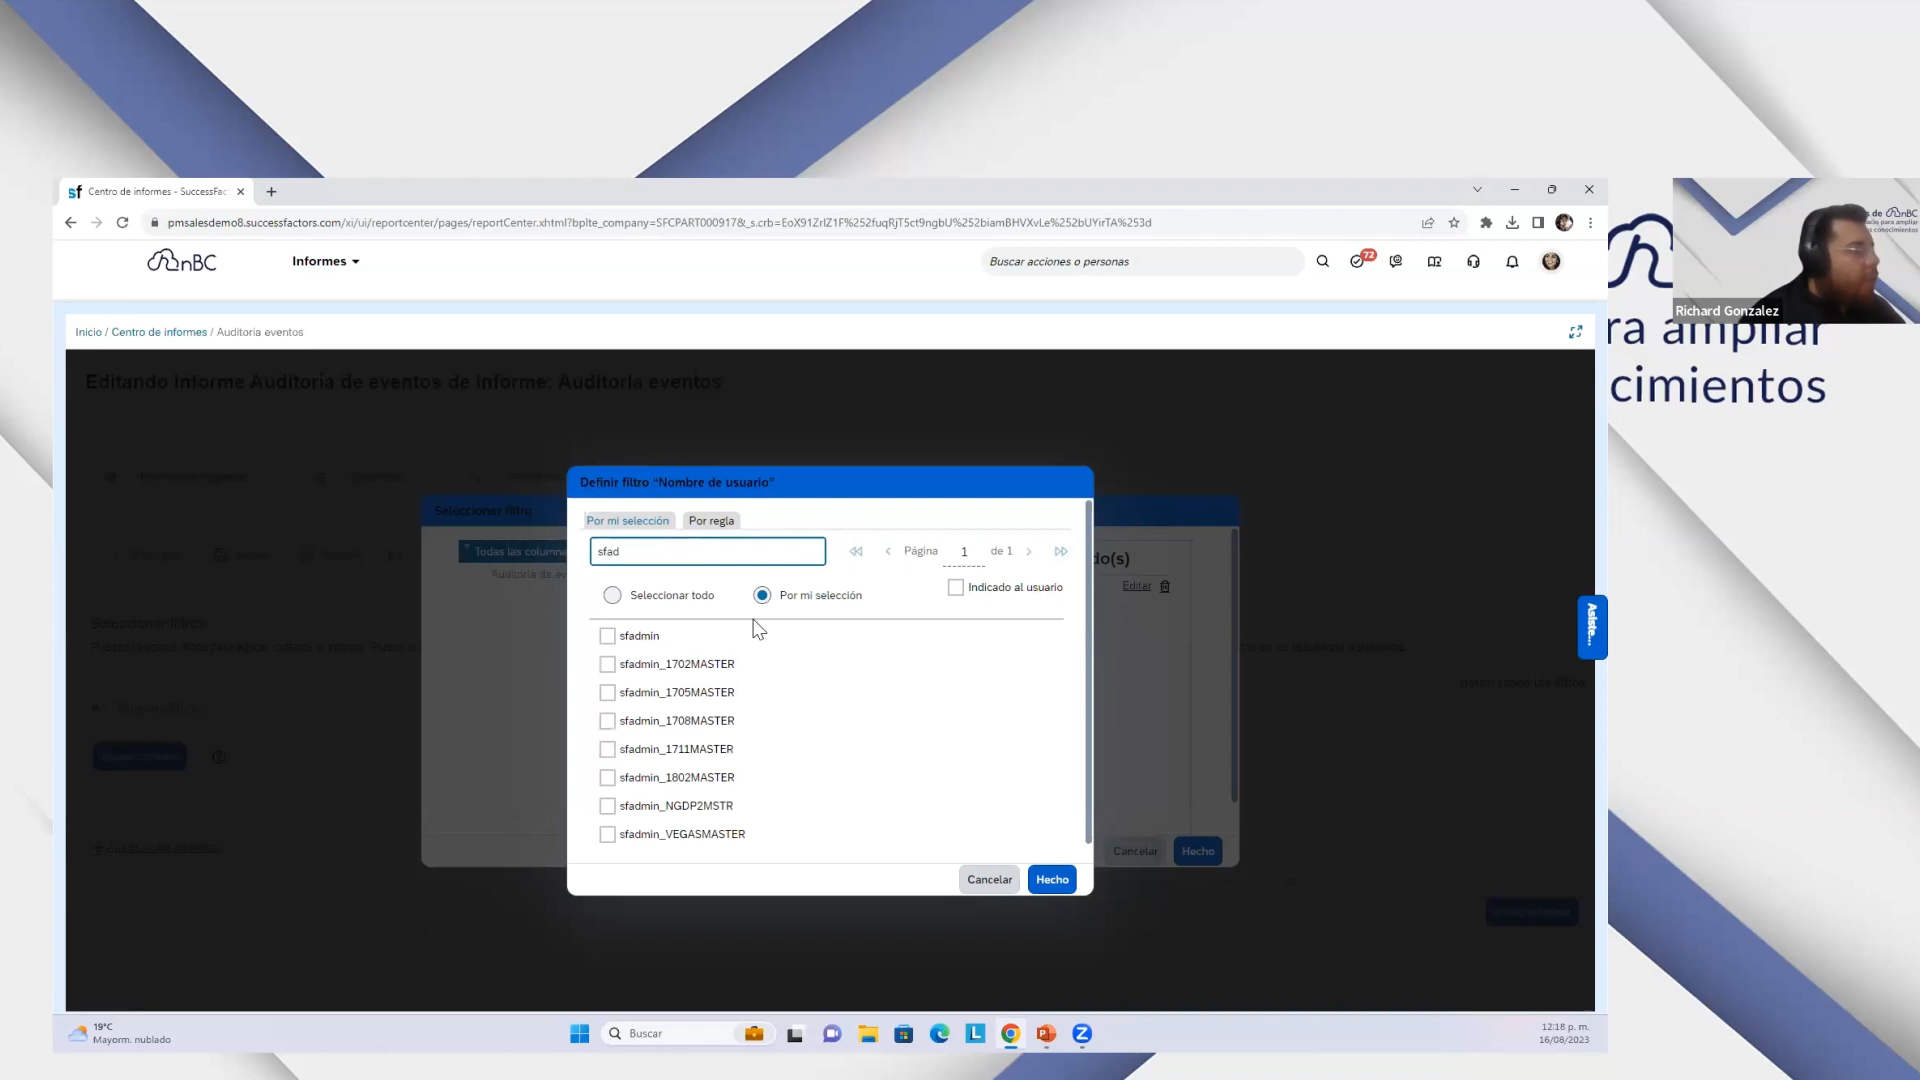 Centro de informes - SuccessFac
pmsalesdemo8.successfactors.com/xi/ui/reportcenter/pages/reportCenter.xhtml?bplte_company=SFCPART000917&_s.crb=EoX91ZrIZ1F%252fuqRjT5ct9ngbU%252biamBHVXvLe%252bUYirTA%253d
nBC
Informes
Buscar acciones o personas
72
Inicio / Centro de informes / Auditoria eventos
Richard Gonzalez
ra ampliar
cimientos
Editando Informe Auditoría de eventos de informe: Auditoria eventos
Seleccionar filtro
Todas las columna
Auditoría de ev
do(s)
Editar
Cancelar
Hecho
Definir filtro "Nombre de usuario"
Por mi selección
Por regla
sfad
Página 1 de 1
Seleccionar todo
Por mi selección
Indicado al usuario
sfadmin
sfadmin_1702MASTER
sfadmin_1705MASTER
sfadmin_1708MASTER
sfadmin_1711MASTER
sfadmin_1802MASTER
sfadmin_NGDP2MSTR
sfadmin_VEGASMASTER
Cancelar
Hecho
Asiste...
Seleccionar filtros
19°C
Mayorm. nublado
Buscar
12:18 p. m.
16/08/2023